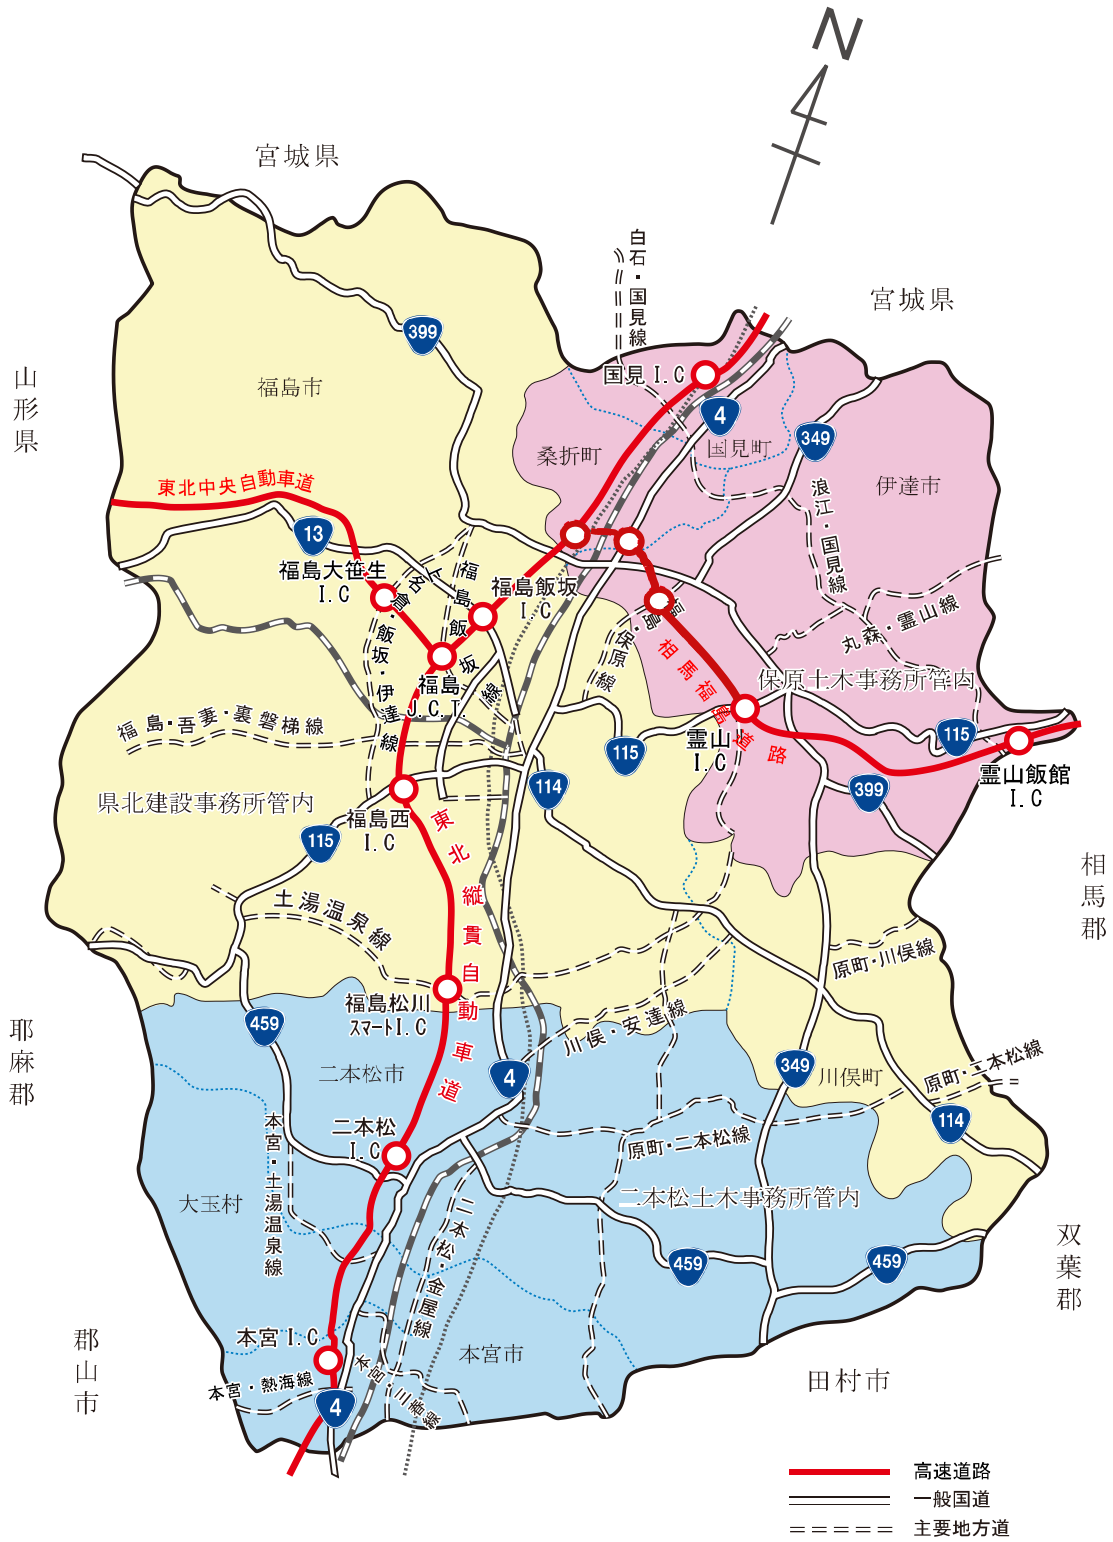 N
宮城県
宮城県
白石・国見線
山形県
399
福島市
国見 I.C
4
349
桑折町
国見町
伊達市
東北中央自動車道
13
浪江・国見線
福島大笹生
I.C
上名倉・飯坂・伊達線
福島飯坂線
福島飯坂
I.C
福島保原線
丸森・霊山線
相馬福島道路
保原土木事務所管内
福島
J.C.T.
福島・吾妻・裏磐梯線
115
霊山
I.C
115
霊山飯館
I.C
114
399
県北建設事務所管内
福島西
I.C
115
東北縦貫自動車道
相馬郡
土湯温泉線
原町・川俣線
福島松川
スマートI.C
459
川俣・安達線
耶麻郡
二本松市
4
349
川俣町
原町・二本松線
114
本宮・土湯温泉線
二本松
I.C
原町・二本松線
大玉村
二本松土木事務所管内
二本松・金屋線
459
459
双葉郡
郡山市
本宮 I.C
本宮市
本宮・三春線
本宮・熱海線
4
田村市
高速道路
一般国道
主要地方道